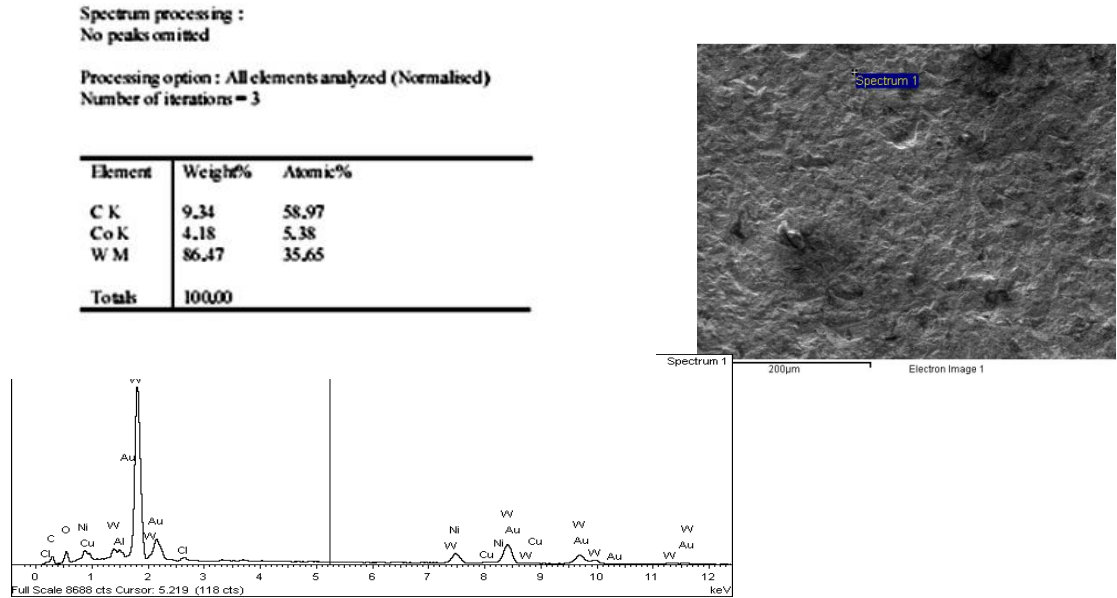 Spectrum processing :
No peaks omitted
Processing option : All elements analyzed (Normalised)
Number of iterations = 3
Element Weight% Atomic%
C K 9.34 58.97
Co K 4.18 5.38
W M 86.47 35.65
Totals 100.00
Spectrum 1
200µm Electron Image 1
Spectrum 1
W
Au
C O Ni W Au
Cl Cu Al W Cl
W
Ni Au Cu
W Cu Ni W
W
Au W Au
W
Au
W
0 1 2 3 4 5 6 7 8 9 10 11 12
Full Scale 8688 cts Cursor: 5.219 (118 cts) keV